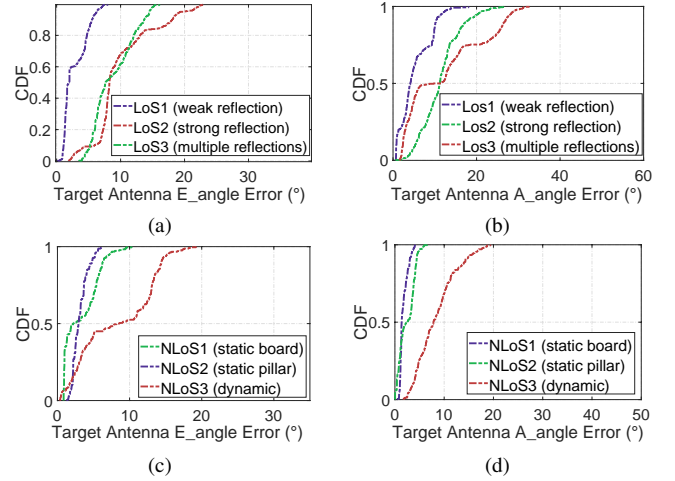 CDF
0.8
0.6
0.4
0.2
0
LoS1 (weak reflection)
LoS2 (strong reflection)
LoS3 (multiple reflections)
0 10 20 30
Target Antenna E_angle Error (°)
(a)
CDF
1
0.5
0
Los1 (weak reflection)
Los2 (strong reflection)
Los3 (multiple reflections)
0 20 40 60
Target Antenna A_angle Error (°)
(b)
CDF
1
0.5
0
NLoS1 (static board)
NLoS2 (static pillar)
NLoS3 (dynamic)
0 10 20 30
Target Antenna E_angle Error (°)
(c)
CDF
1
0.5
0
NLoS1 (static board)
NLoS2 (static pillar)
NLoS3 (dynamic)
0 10 20 30 40 50
Target Antenna A_angle Error (°)
(d)